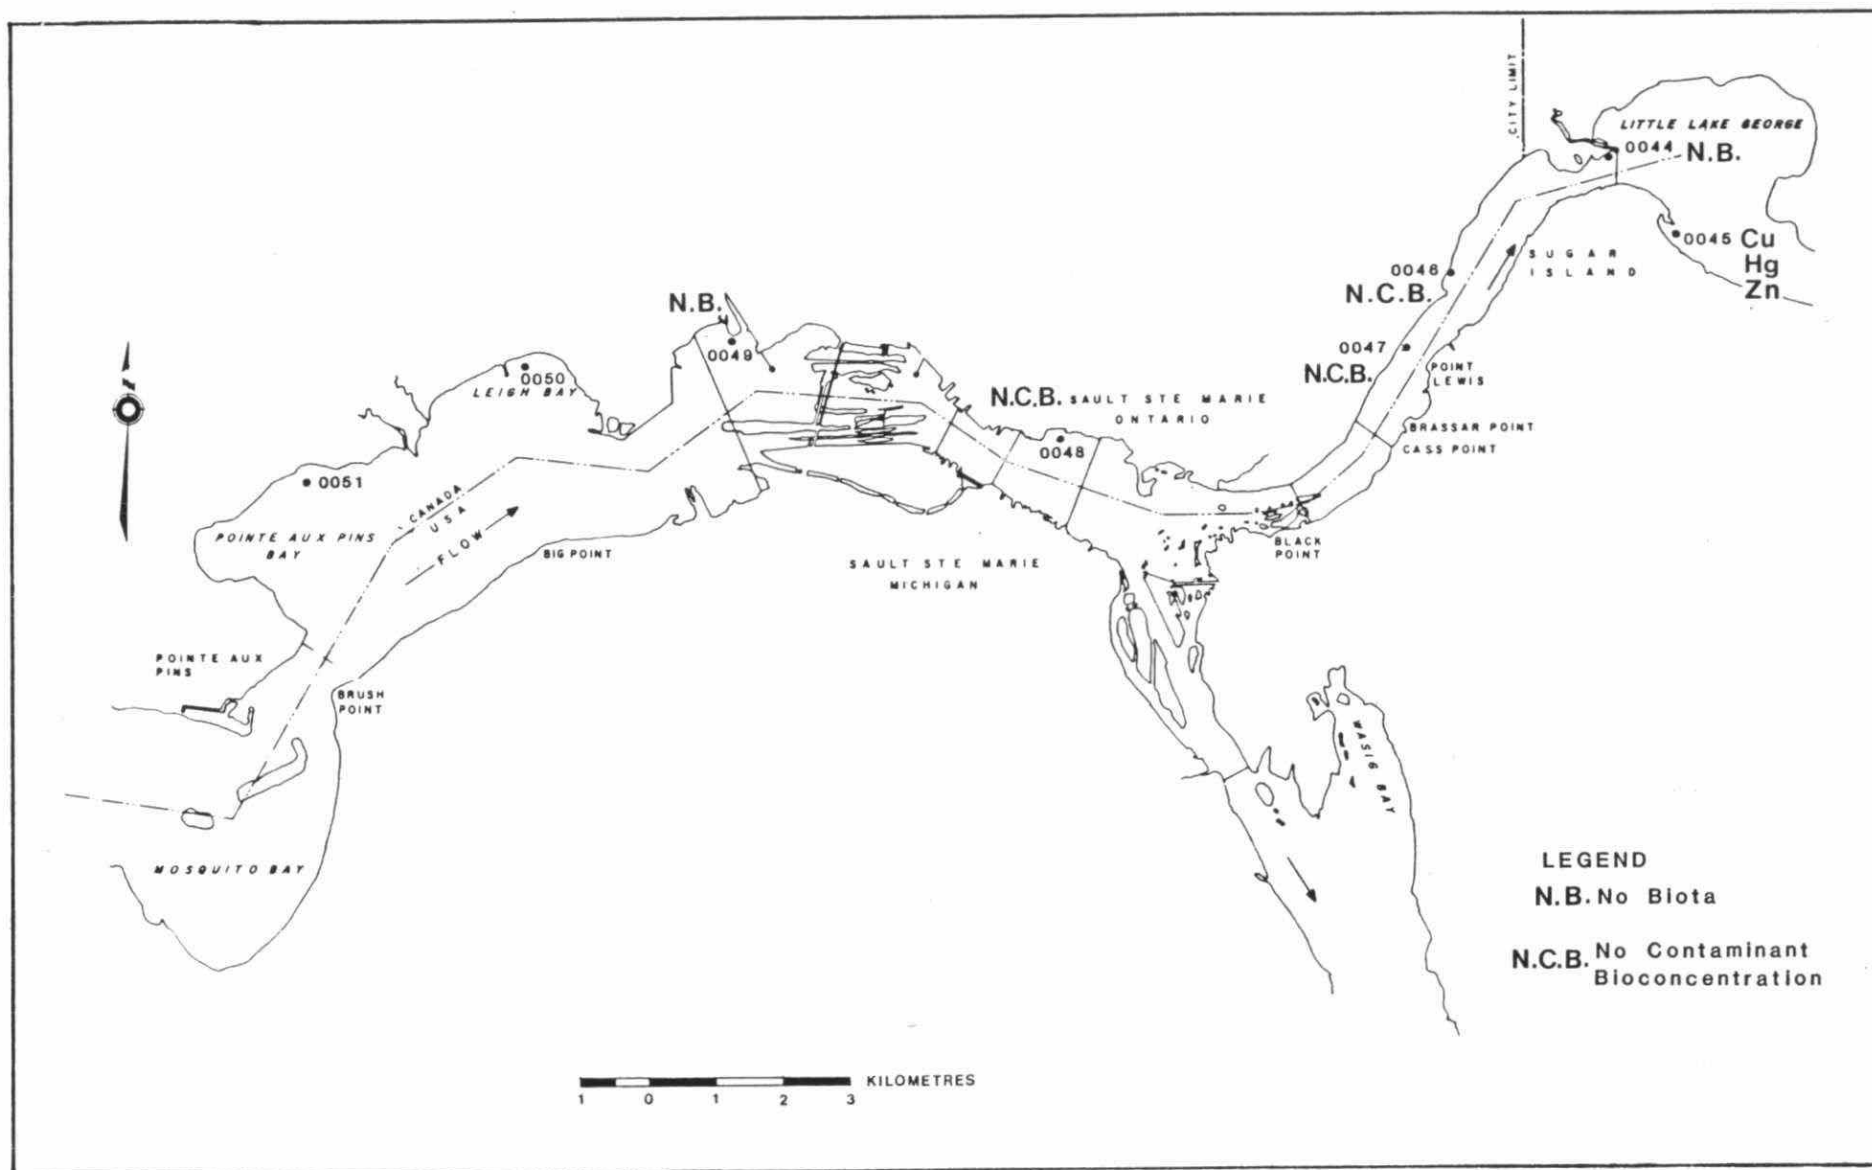 CITY LIMIT
LITTLE LAKE GEORGE
0044 N.B.
0045 Cu
Hg
Zn
SUGAR
ISLAND
0046
N.C.B.
0047
N.C.B.
POINT
LEWIS
BRASSAR POINT
CASS POINT
N.B.
0049
0050
LEIGH BAY
N.C.B. SAULT STE MARIE
ONTARIO
0048
0051
CANADA
USA
FLOW
POINTE AUX PINS
BAY
BIG POINT
BLACK
POINT
SAULT STE MARIE
MICHIGAN
POINTE AUX
PINS
BRUSH
POINT
WASIG BAY
MOSQUITO BAY
LEGEND
N.B. No Biota
N.C.B. No Contaminant
Bioconcentration
KILOMETRES
1 0 1 2 3